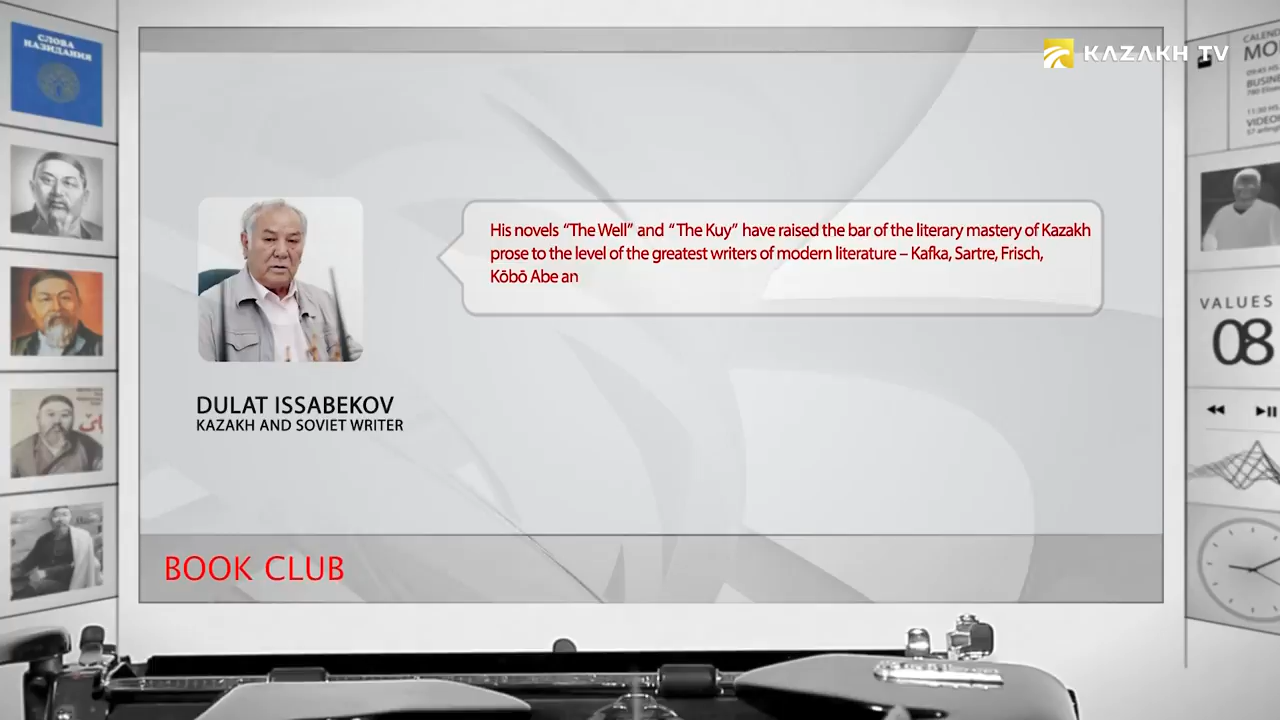 СЛОВА
НАЗИДАНИЯ
KAZAKH TV
His novels “The Well” and “The Kuy” have raised the bar of the literary mastery of Kazakh
prose to the level of the greatest writers of modern literature – Kafka, Sartre, Frisch,
Kōbō Abe an
DULAT ISSABEKOV
KAZAKH AND SOVIET WRITER
BOOK CLUB
VALUES
08